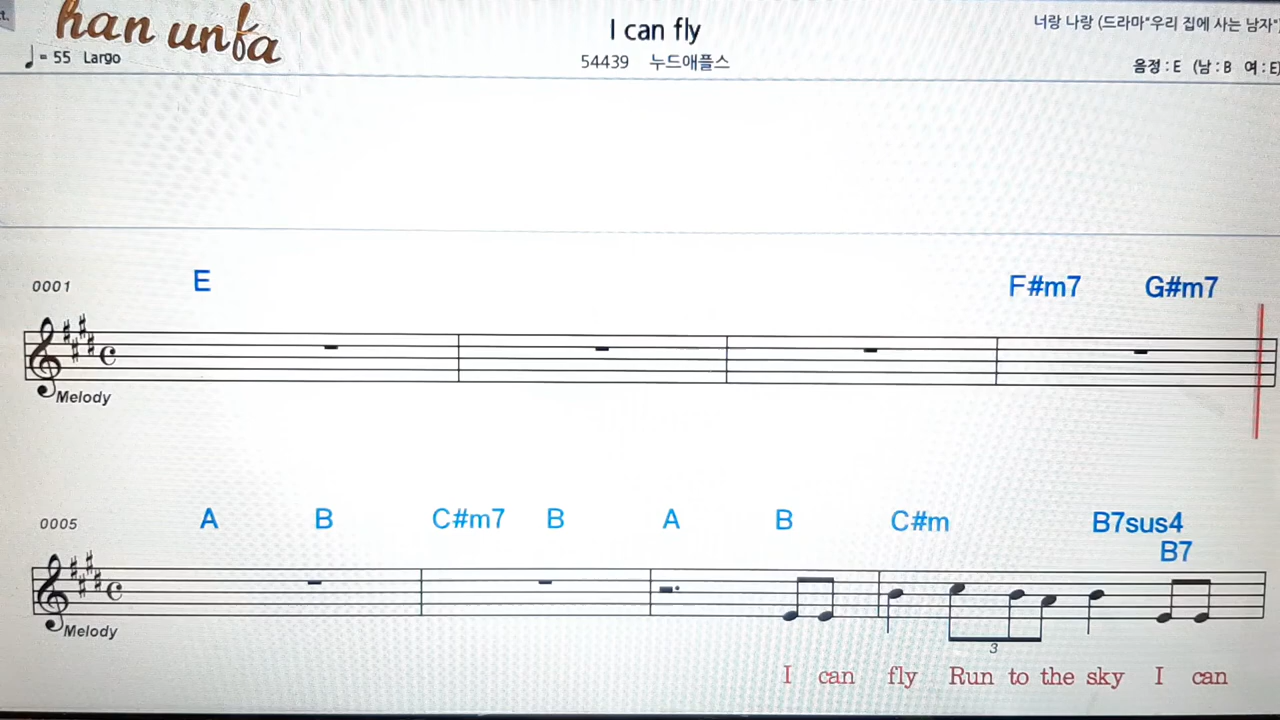 han unfa
I can fly
너랑 나랑 (드라마"우리 집에 사는 남자")
♩= 55 Largo
54439 누드애플스
음정 : E (남 : B 여 : E)
0001 E F#m7 G#m7
Melody
0005 A B C#m7 B A B C#m B7sus4
B7
Melody
3
I can fly Run to the sky I can